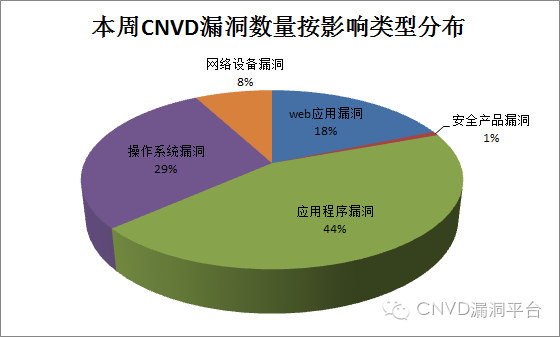 本周CNVD漏洞数量按影响类型分布
网络设备漏洞
8%
web应用漏洞
18%
安全产品漏洞
1%
操作系统漏洞
29%
应用程序漏洞
44%
CNVD漏洞平台